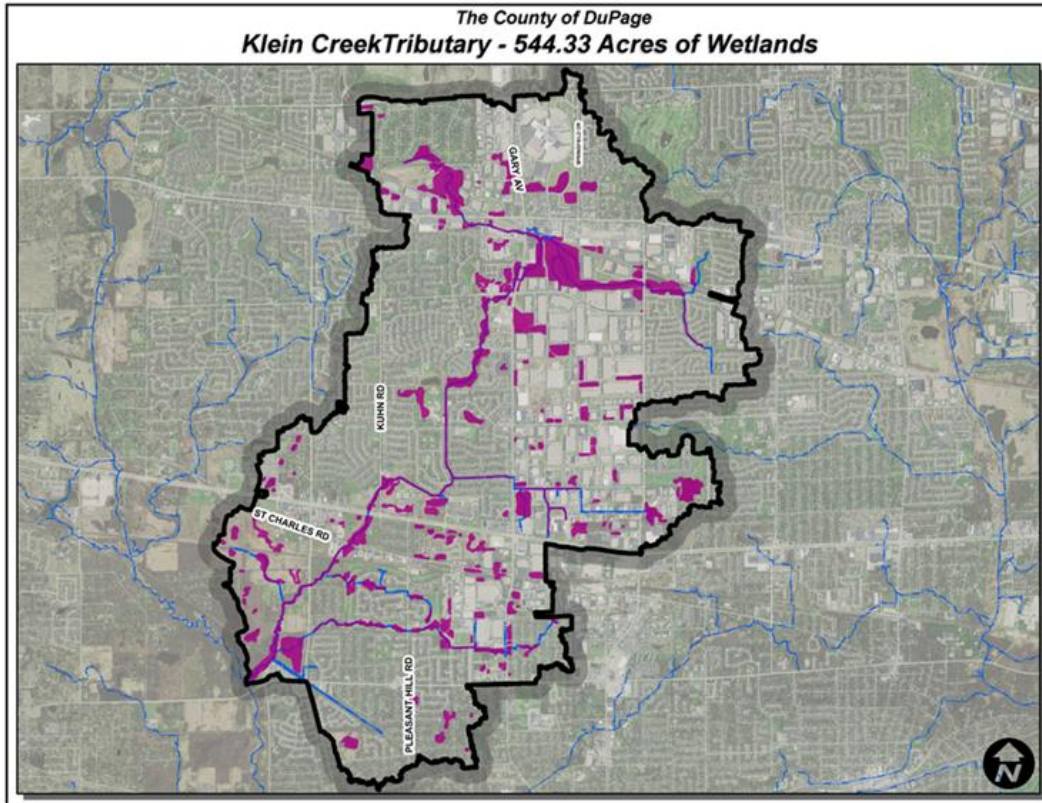 The County of DuPage
Klein CreekTributary - 544.33 Acres of Wetlands
GARY AV
KUHN RD
ST CHARLES RD
PLEASANT HILL RD
N